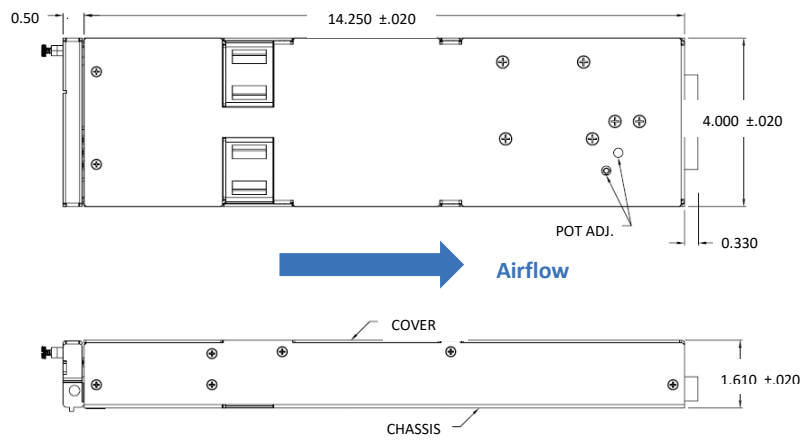 0.50
14.250 ±.020
4.000 ±.020
POT ADJ.
0.330
Airflow
COVER
1.610 ±.020
CHASSIS